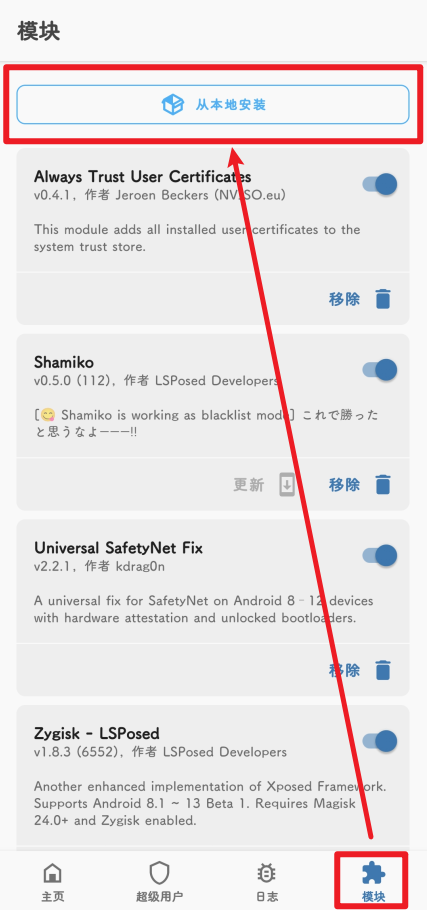 模块
从本地安装
Always Trust User Certificates
v0.4.1，作者 Jeroen Beckers (NVISO.eu)
This module adds all installed user certificates to the
system trust store.
移除
Shamiko
v0.5.0 (112)，作者 LSPosed Developers
[😋 Shamiko is working as blacklist mode] これで勝った
と思うなよ―――!!
更新 移除
Universal SafetyNet Fix
v2.2.1，作者 kdrag0n
A universal fix for SafetyNet on Android 8–12 devices
with hardware attestation and unlocked bootloaders.
移除
Zygisk - LSPosed
v1.8.3 (6552)，作者 LSPosed Developers
Another enhanced implementation of Xposed Framework.
Supports Android 8.1 ~ 13 Beta 1. Requires Magisk
24.0+ and Zygisk enabled.
主页 超级用户 日志 模块